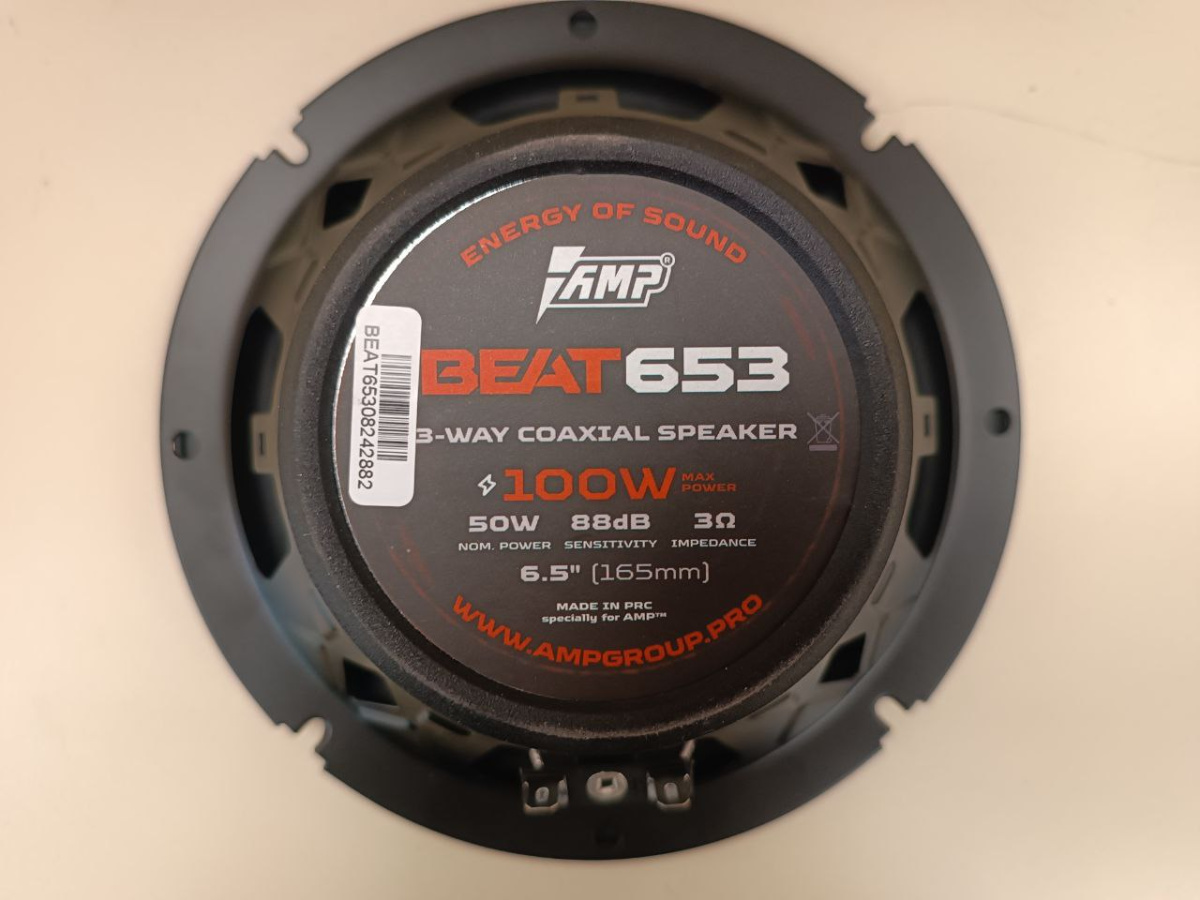 ENERGY OF SOUND
AMP®
BEAT653
3-WAY COAXIAL SPEAKER
100W MAX POWER
50W 88dB 3Ω
NOM. POWER SENSITIVITY IMPEDANCE
6.5" (165mm)
MADE IN PRC
specially for AMP™
WWW.AMPGROUP.PRO
BEAT65308242882